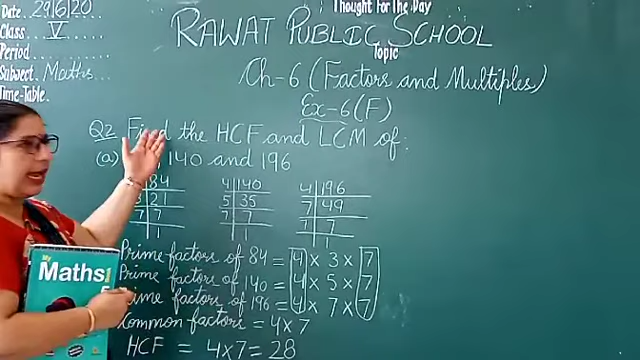 Thought For The Day
Date. 29/6/20
Class V
Period
Subject. Maths
Time-Table.
RAWAT PUBLIC SCHOOL
Topic
Ch-6 (Factors and Multiples)
Ex-6(F)
Q2 Find the HCF and LCM of:
(a) , 140 and 196
84
3 21
7 7
1
4 140
5 35
7 7
1
4 196
7 49
7 7
1
Prime factors of 84 = 4 × 3 × 7
Prime factors of 140 = 4 × 5 × 7
Prime factors of 196 = 4 × 7 × 7
Common factors = 4×7
HCF = 4×7= 28
My
Maths
5